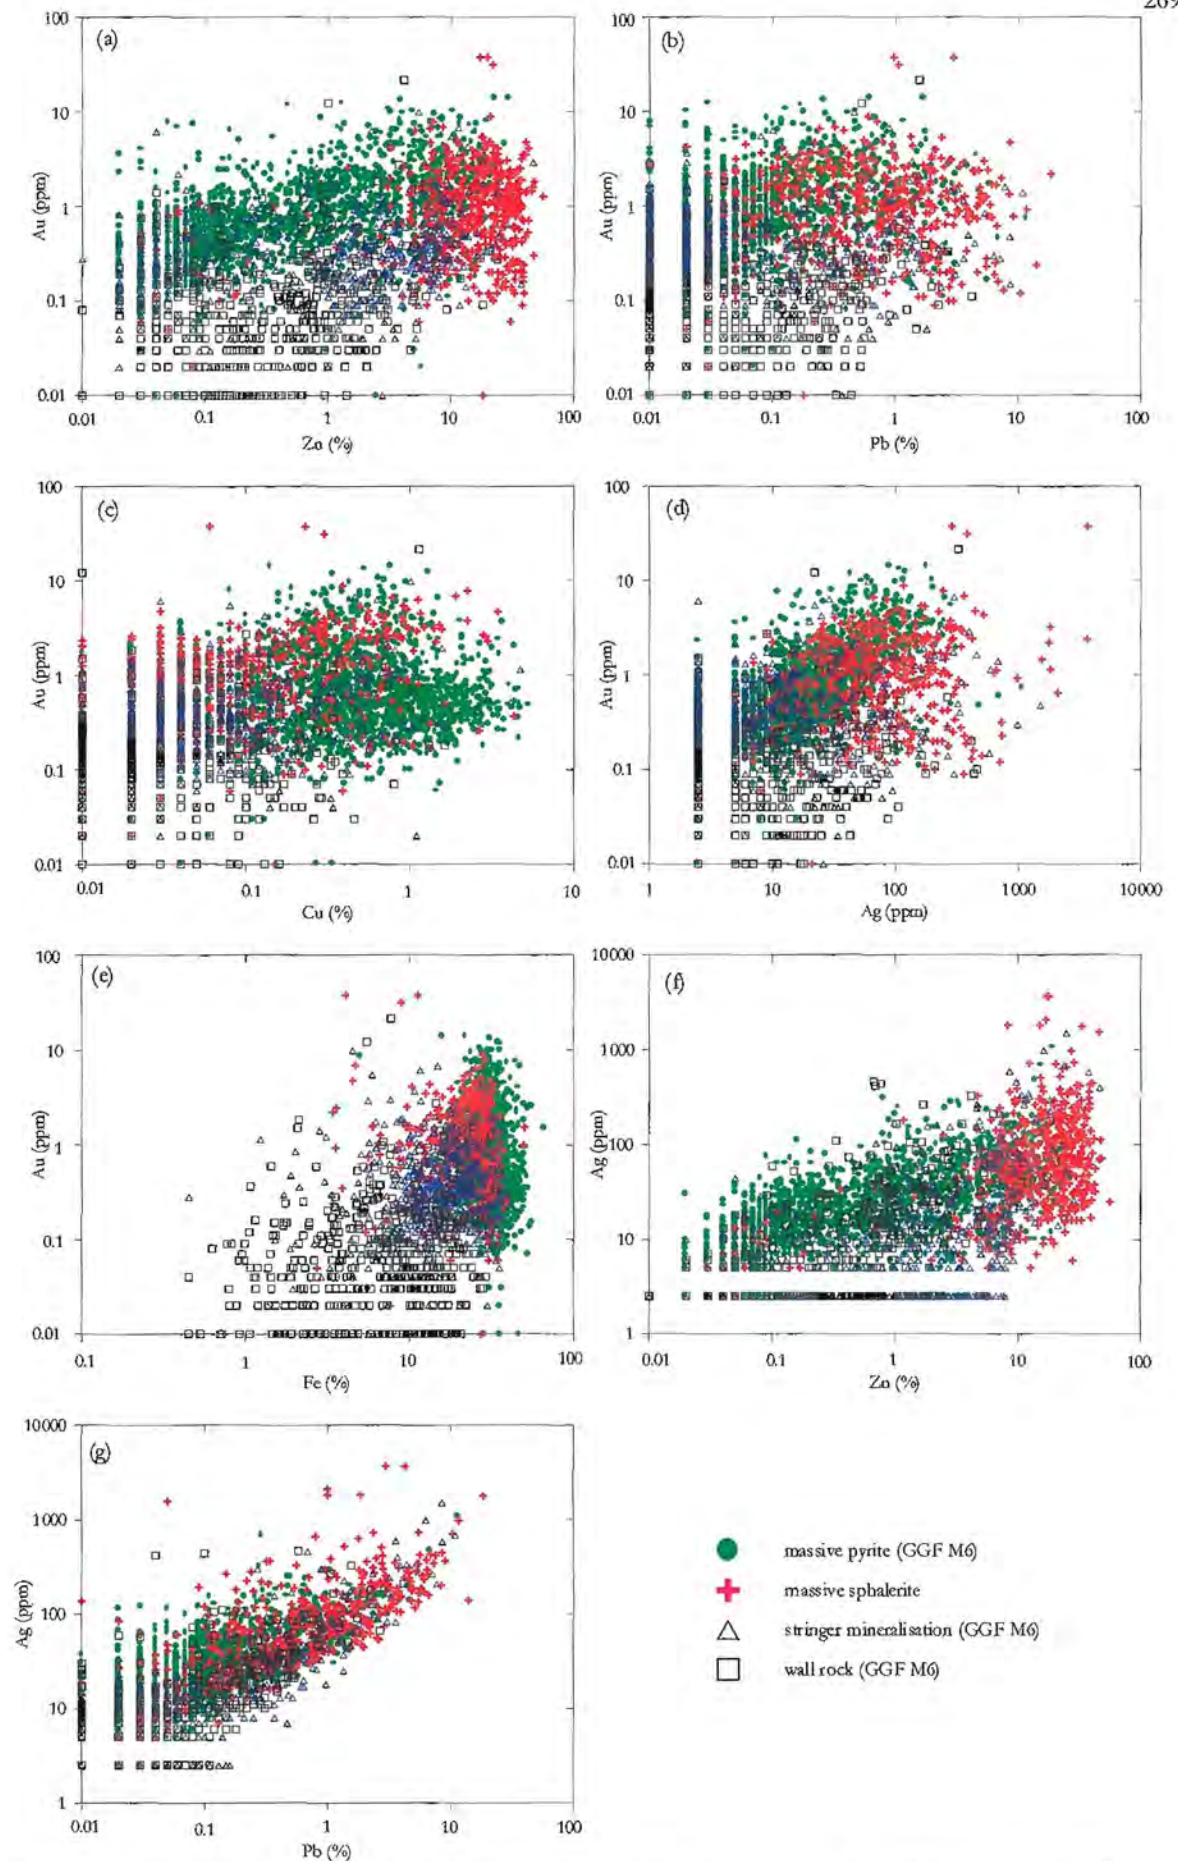 269
(a)
100
10
1
0.1
0.01
Au (ppm)
0.01 0.1 1 10 100
Zn (%)
(b)
100
10
1
0.1
0.01
Au (ppm)
0.01 0.1 1 10 100
Pb (%)
(c)
100
10
1
0.1
0.01
Au (ppm)
0.01 0.1 1 10
Cu (%)
(d)
100
10
1
0.1
0.01
Au (ppm)
1 10 100 1000 10000
Ag (ppm)
(e)
100
10
1
0.1
0.01
Au (ppm)
0.1 1 10 100
Fe (%)
(f)
10000
1000
100
10
1
Ag (ppm)
0.01 0.1 1 10 100
Zn (%)
(g)
10000
1000
100
10
1
Ag (ppm)
0.01 0.1 1 10 100
Pb (%)
massive pyrite (GGF M6)
massive sphalerite
stringer mineralisation (GGF M6)
wall rock (GGF M6)